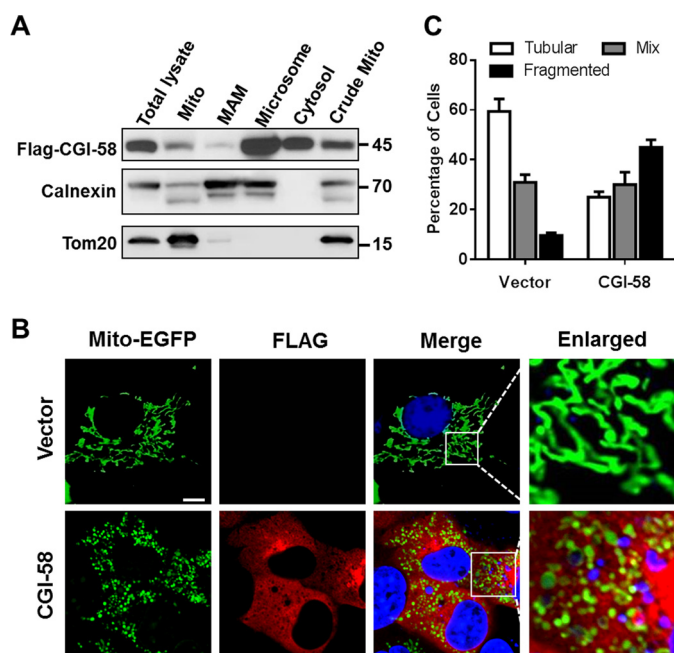 A
Total lysate
Mito
MAM
Microsome
Cytosol
Crude Mito
Flag-CGI-58
45
Calnexin
70
Tom20
15
C
Tubular
Mix
Fragmented
Percentage of Cells
80
60
40
20
0
Vector
CGI-58
B
Mito-EGFP
FLAG
Merge
Enlarged
Vector
CGI-58